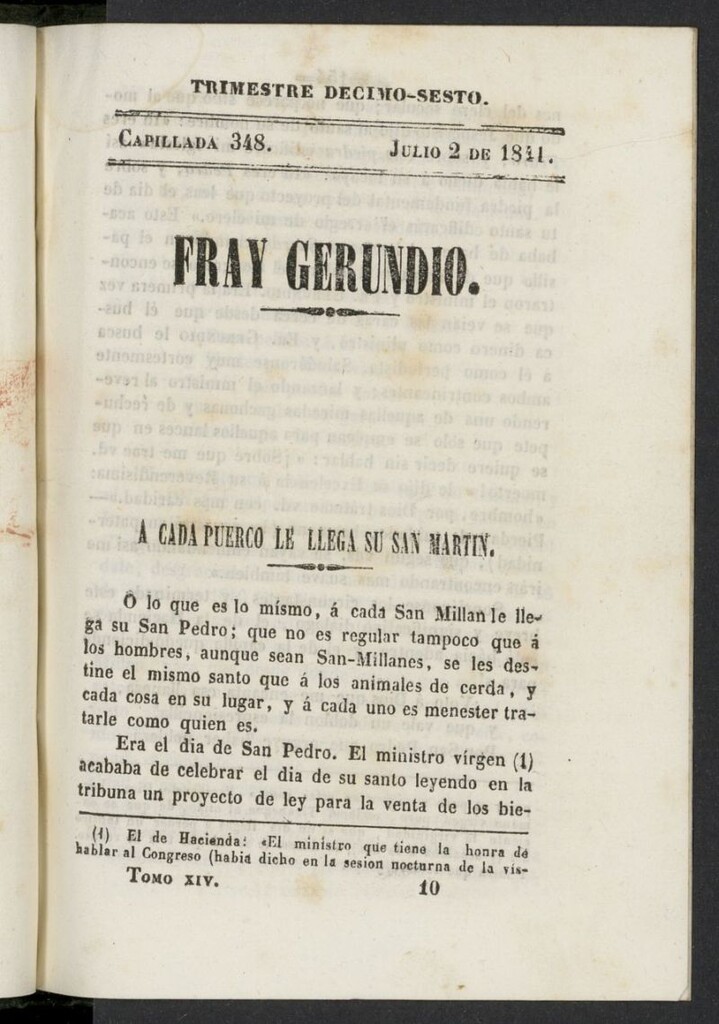 TRIMESTRE DECIMO-SESTO.
CAPILLADA 348. JULIO 2 DE 1841.
FRAY GERUNDIO.
A CADA PUERCO LE LLEGA SU SAN MARTIN.
O lo que es lo mísmo, á cada San Millan le lle-
ga su San Pedro; que no es regular tampoco que á
los hombres, aunque sean San-Millanes, se les des-
tine el mismo santo que á los animales de cerda, y
cada cosa en su lugar, y á cada uno es menester tra-
tarle como quien es.
Era el dia de San Pedro. El ministro vírgen (1)
acababa de celebrar el dia de su santo leyendo en la
tribuna un proyecto de ley para la venta de los bie-
(1) El de Hacienda: «El ministro que tiene la honra de
hablar al Congreso (habia dicho en la sesion nocturna de la vís-
TOMO XIV. 10